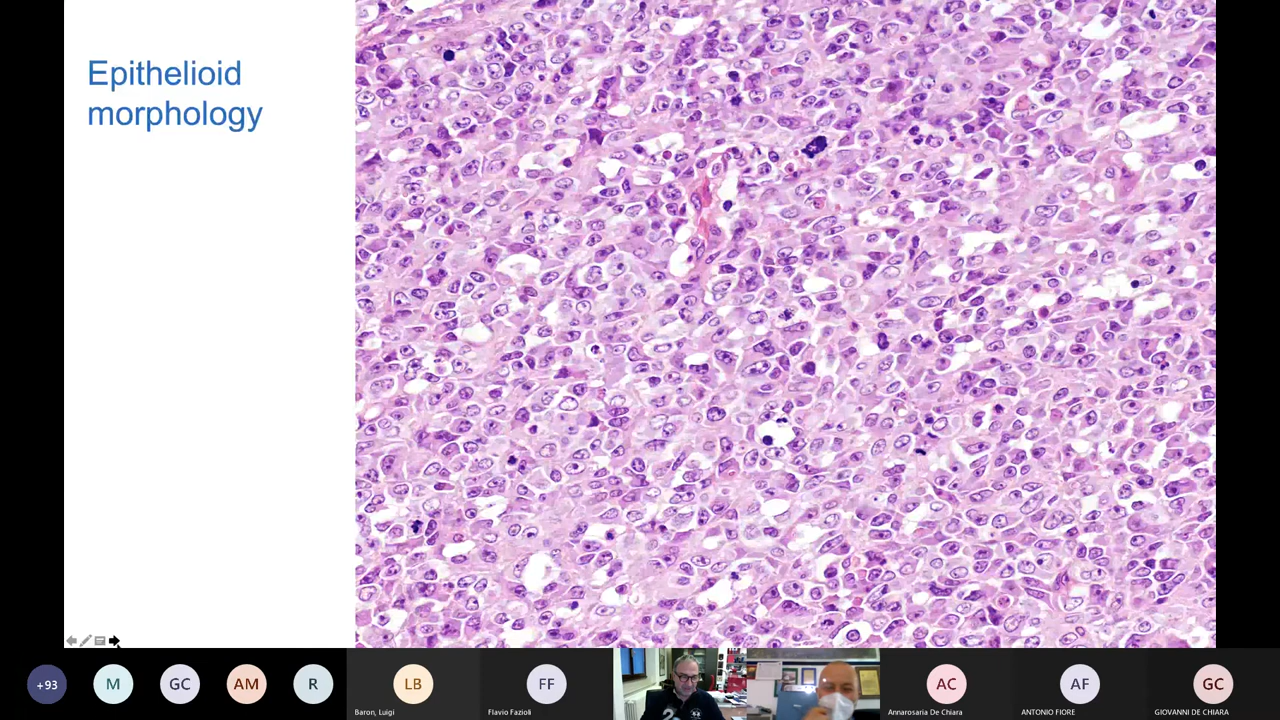 Epithelioid
morphology
+93
M
GC
AM
R
LB
FF
AC
AF
GC
Baron, Luigi
Flavio Fazioli
Annarosaria De Chiara
ANTONIO FIORE
GIOVANNI DE CHIARA